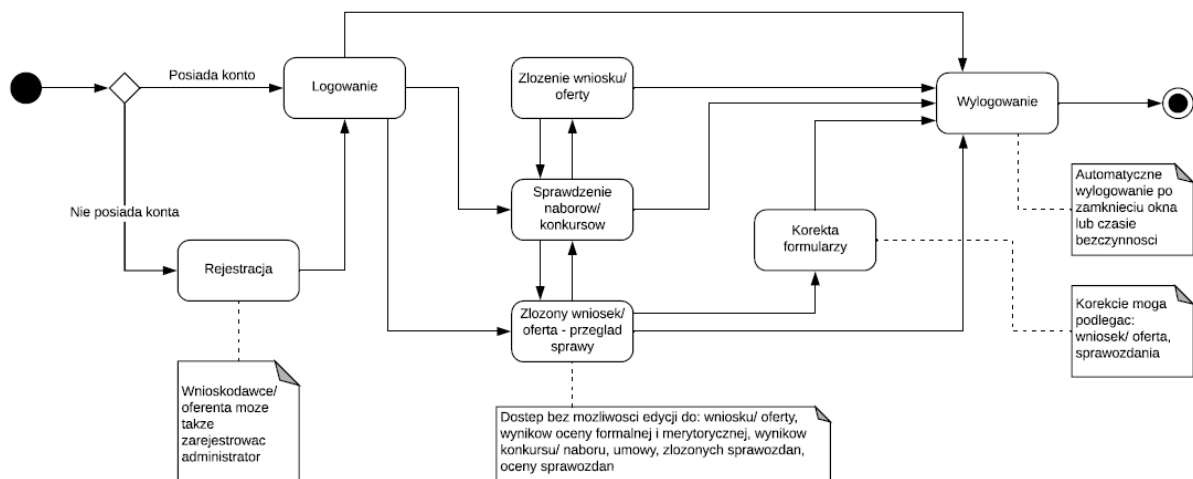 Posiada konto
Logowanie
Zlozenie wniosku/
oferty
Wylogowanie
Nie posiada konta
Sprawdzenie
naborow/
konkursow
Korekta
formularzy
Automatyczne
wylogowanie po
zamknieciu okna
lub czasie
bezczynnosci
Rejestracja
Zlozony wniosek/
oferta - przeglad
sprawy
Korekcie moga
podlegac:
wniosek/ oferta,
sprawozdania
Wnioskodawce/
oferenta moze
takze
zarejestrowac
administrator
Dostep bez mozliwosci edycji do: wniosku/ oferty,
wynikow oceny formalnej i merytorycznej, wynikow
konkursu/ naboru, umowy, zlozonych sprawozdan,
oceny sprawozdan